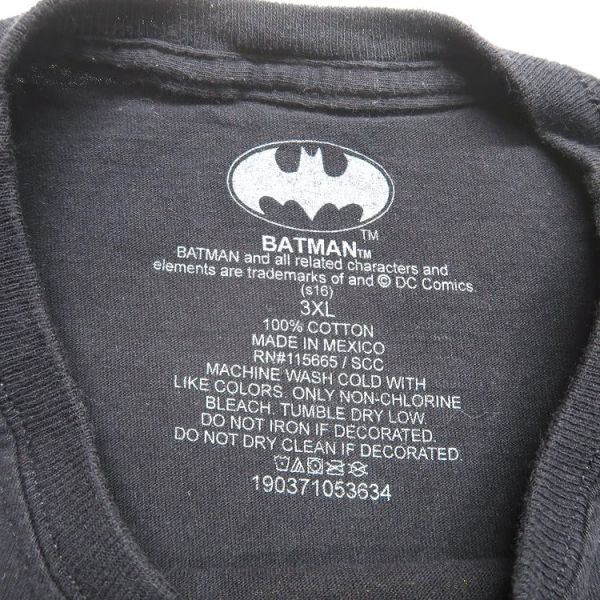 TM
BATMAN™
BATMAN and all related characters and
elements are trademarks of and © DC Comics.
(s16)
3XL
100% COTTON
MADE IN MEXICO
RN#115665 / SCC
MACHINE WASH COLD WITH
LIKE COLORS. ONLY NON-CHLORINE
BLEACH. TUMBLE DRY LOW.
DO NOT IRON IF DECORATED.
DO NOT DRY CLEAN IF DECORATED.
190371053634